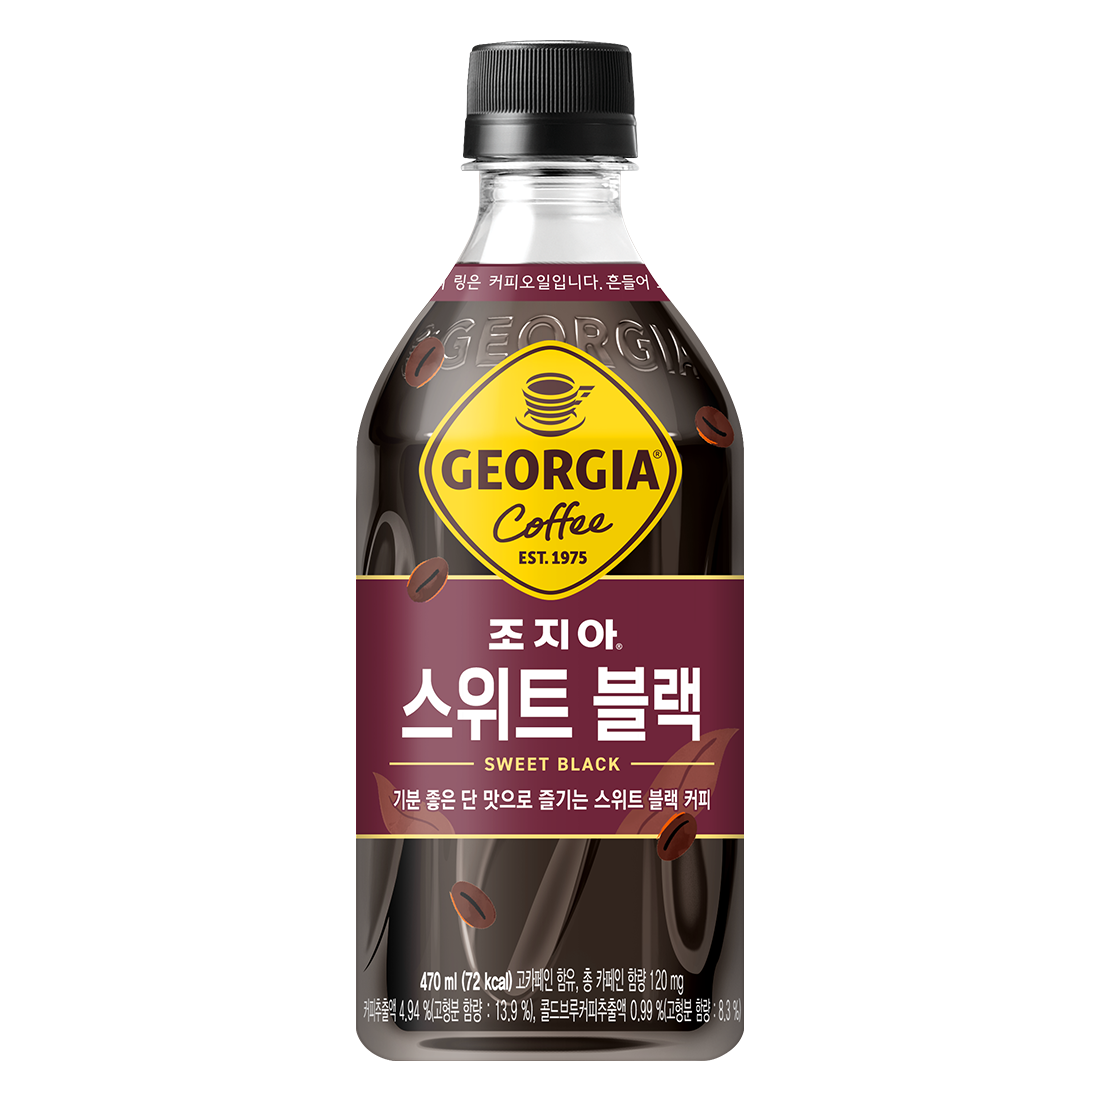 링은 커피오일입니다. 흔들어
GEORGIA
GEORGIA®
Coffee
EST. 1975
조지아®
스위트 블랙
SWEET BLACK
기분 좋은 단 맛으로 즐기는 스위트 블랙 커피
470 ml (72 kcal) 고카페인 함유, 총 카페인 함량 120 mg
커피추출액 4.94 %(고형분 함량 : 13.9 %), 콜드브루커피추출액 0.99 %(고형분 함량 : 8.3 %)